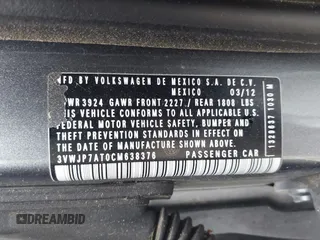 MFD BY VOLKSWAGEN DE MEXICO S.A. DE C.V.
MEXICO 03/12
GVWR 3924 GAWR FRONT 2227 / REAR 1808 LBS
THIS VEHICLE CONFORMS TO ALL APPLICABLE U.S.
FEDERAL MOTOR VEHICLE SAFETY, BUMPER AND
THEFT PREVENTION STANDARDS IN EFFECT ON
THE DATE OF MANUFACTURE SHOWN ABOVE.
3VWJP7AT0CM638376 PASSENGER CAR
1329637 1030 M
DREAMBID